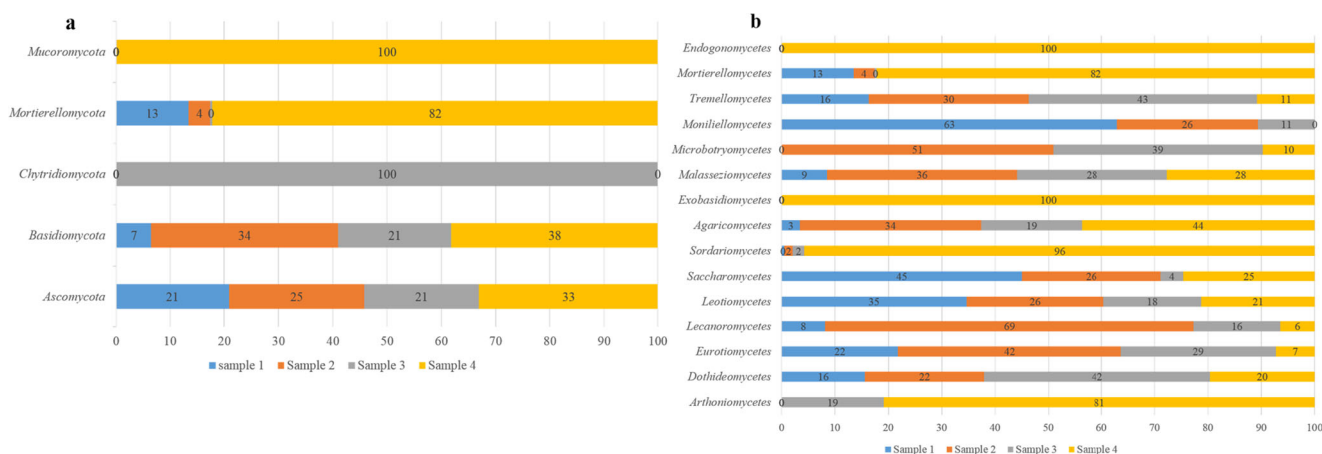 a
Mucoromycota 0 100
Mortierellomycota 13 4 0 82
Chytridiomycota 0 100 0
Basidiomycota 7 34 21 38
Ascomycota 21 25 21 33
0 10 20 30 40 50 60 70 80 90 100
sample 1 Sample 2 Sample 3 Sample 4
b
Endogonomycetes 0 100
Mortierellomycetes 13 4 0 82
Tremellomycetes 16 30 43 11
Moniliellomycetes 63 26 11 0
Microbotryomycetes 0 51 39 10
Malasseziomycetes 9 36 28 28
Exobasidiomycetes 0 100
Agaricomycetes 3 34 19 44
Sordariomycetes 0 2 2 96
Saccharomycetes 45 26 4 25
Leotiomycetes 35 26 18 21
Lecanoromycetes 8 69 16 6
Eurotiomycetes 22 42 29 7
Dothideomycetes 16 22 42 20
Arthoniomycetes 0 19 81
0 10 20 30 40 50 60 70 80 90 100
Sample 1 Sample 2 Sample 3 Sample 4